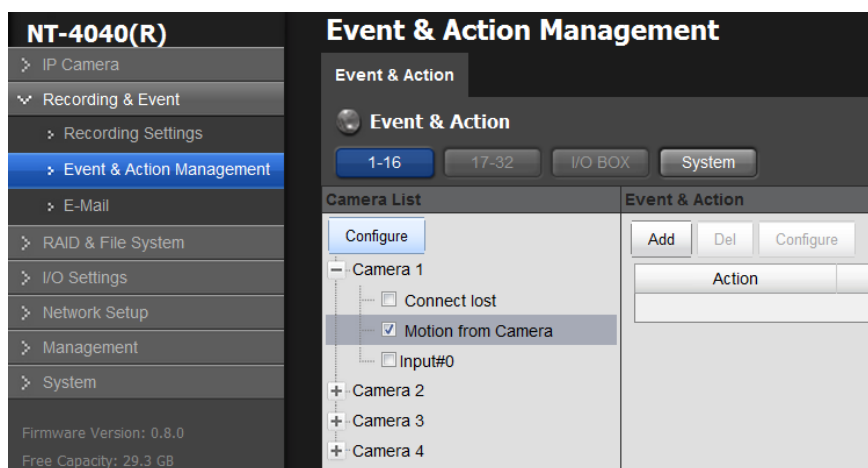 NT-4040(R)
IP Camera
Recording & Event
Recording Settings
Event & Action Management
E-Mail
RAID & File System
I/O Settings
Network Setup
Management
System
Firmware Version: 0.8.0
Free Capacity: 29.3 GB
Event & Action Management
Event & Action
Event & Action
1-16 17-32 I/O BOX System
Camera List
Configure
Camera 1
Connect lost
Motion from Camera
Input#0
Camera 2
Camera 3
Camera 4
Event & Action
Add Del Configure
Action